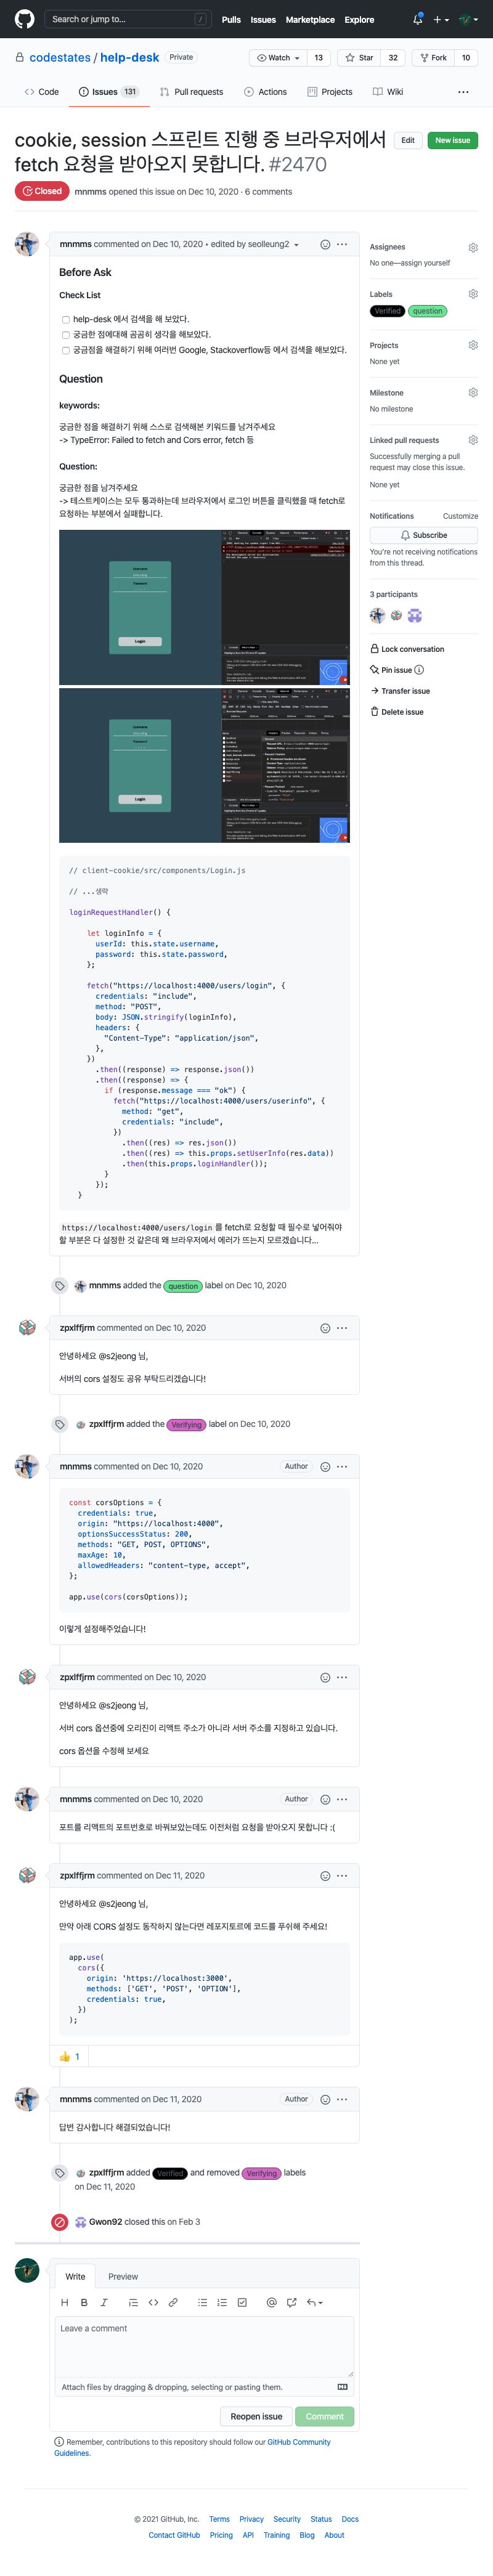 Search or jump to...
/
Pulls Issues Marketplace Explore
codestates / help-desk Private
Watch 13 Star 32 Fork 10
Code Issues 131 Pull requests Actions Projects Wiki
cookie, session 스프린트 진행 중 브라우저에서
fetch 요청을 받아오지 못합니다. #2470
Edit New issue
Closed mnmms opened this issue on Dec 10, 2020 · 6 comments
mnmms commented on Dec 10, 2020 • edited by seolleung2
Before Ask
Check List
help-desk 에서 검색을 해 보았다.
궁금한 점에대해 곰곰히 생각을 해보았다.
궁금점을 해결하기 위해 여러번 Google, Stackoverflow등 에서 검색을 해보았다.
Question
keywords:
궁금한 점을 해결하기 위해 스스로 검색해본 키워드를 남겨주세요
-> TypeError: Failed to fetch and Cors error, fetch 등
Question:
궁금한 점을 남겨주세요
-> 테스트케이스는 모두 통과하는데 브라우저에서 로그인 버튼을 클릭했을 때 fetch로
요청하는 부분에서 실패합니다.
Username
Password
Login
Username
Password
Login
// client-cookie/src/components/Login.js
// ...생략
loginRequestHandler() {
let loginInfo = {
userId: this.state.username,
password: this.state.password,
};
fetch("https://localhost:4000/users/login", {
credentials: "include",
method: "POST",
body: JSON.stringify(loginInfo),
headers: {
"Content-Type": "application/json",
},
})
.then((response) => response.json())
.then((response) => {
if (response.message === "ok") {
fetch("https://localhost:4000/users/userinfo", {
method: "get",
credentials: "include",
})
.then((res) => res.json())
.then((res) => this.props.setUserInfo(res.data))
.then(this.props.loginHandler());
}
});
}
https://localhost:4000/users/login 를 fetch로 요청할 때 필수로 넣어줘야
할 부분은 다 설정한 것 같은데 왜 브라우저에서 에러가 뜨는지 모르겠습니다...
mnmms added the question label on Dec 10, 2020
zpxlffjrm commented on Dec 10, 2020
안녕하세요 @s2jeong 님,
서버의 cors 설정도 공유 부탁드리겠습니다!
zpxlffjrm added the Verifying label on Dec 10, 2020
mnmms commented on Dec 10, 2020 Author
const corsOptions = {
credentials: true,
origin: "https://localhost:4000",
optionsSuccessStatus: 200,
methods: "GET, POST, OPTIONS",
maxAge: 10,
allowedHeaders: "content-type, accept",
};
app.use(cors(corsOptions));
이렇게 설정해주었습니다!
zpxlffjrm commented on Dec 10, 2020
안녕하세요 @s2jeong 님,
서버 cors 옵션중에 오리진이 리액트 주소가 아니라 서버 주소를 지정하고 있습니다.
cors 옵션을 수정해 보세요
mnmms commented on Dec 10, 2020 Author
포트를 리액트의 포트번호로 바꿔보았는데도 이전처럼 요청을 받아오지 못합니다 :(
zpxlffjrm commented on Dec 11, 2020
안녕하세요 @s2jeong 님,
만약 아래 CORS 설정도 동작하지 않는다면 레포지토르에 코드를 푸쉬해 주세요!
app.use(
cors({
origin: 'https://localhost:3000',
methods: ['GET', 'POST', 'OPTION'],
credentials: true,
})
);
👍 1
mnmms commented on Dec 11, 2020 Author
답변 감사합니다 해결되었습니다!
zpxlffjrm added Verified and removed Verifying labels
on Dec 11, 2020
Gwon92 closed this on Feb 3
Write Preview
Leave a comment
Attach files by dragging & dropping, selecting or pasting them.
Reopen issue Comment
Remember, contributions to this repository should follow our GitHub Community
Guidelines.
Assignees
No one—assign yourself
Labels
Verified question
Projects
None yet
Milestone
No milestone
Linked pull requests
Successfully merging a pull
request may close this issue.
None yet
Notifications Customize
Subscribe
You're not receiving notifications
from this thread.
3 participants
Lock conversation
Pin issue
Transfer issue
Delete issue
© 2021 GitHub, Inc. Terms Privacy Security Status Docs
Contact GitHub Pricing API Training Blog About